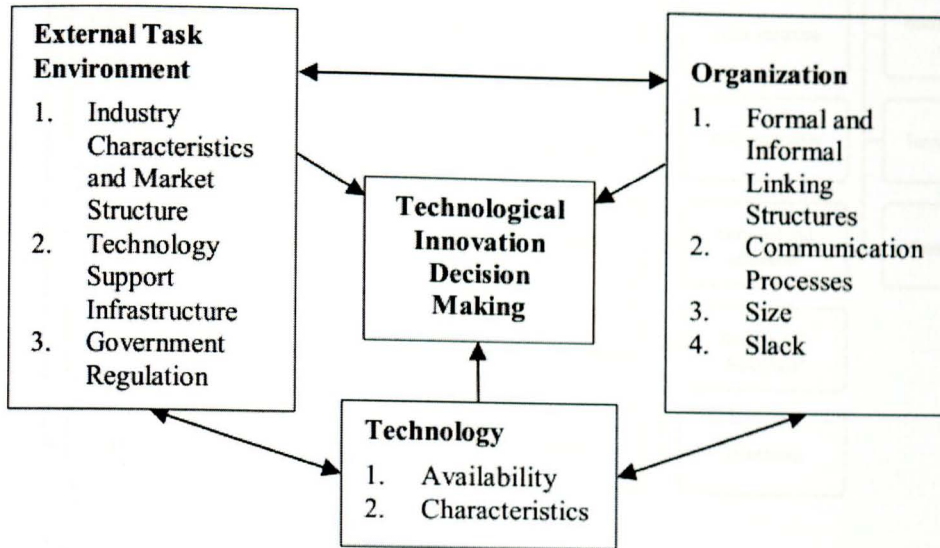 External Task
Environment
1. Industry
Characteristics
and Market
Structure
2. Technology
Support
Infrastructure
3. Government
Regulation
Technological
Innovation
Decision
Making
Organization
1. Formal and
Informal
Linking
Structures
2. Communication
Processes
3. Size
4. Slack
Technology
1. Availability
2. Characteristics